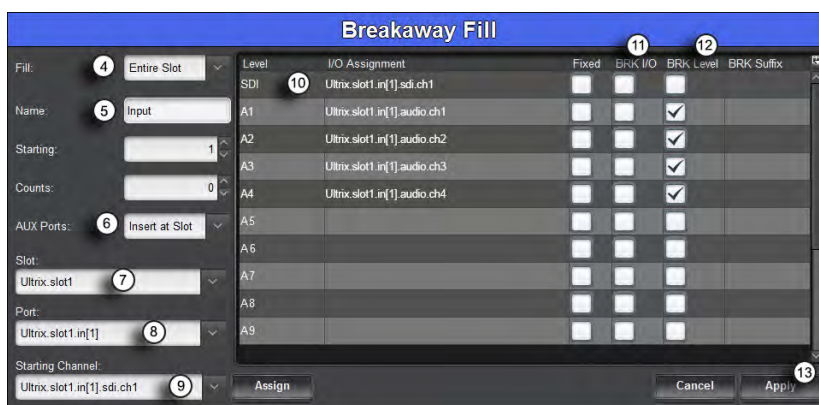 Breakaway Fill
Fill: 4 Entire Slot
Name: 5 Input
Starting: 1
Counts: 0
AUX Ports: 6 Insert at Slot
Slot:
Ultrix.slot1 7
Port:
Ultrix.slot1.in[1] 8
Starting Channel:
Ultrix.slot1.in[1].sdi.ch1 9
11 12
Level I/O Assignment Fixed BRK I/O BRK Level BRK Suffix
SDI 10 Ultrix.slot1.in[1].sdi.ch1
A1 Ultrix.slot1.in[1].audio.ch1
A2 Ultrix.slot1.in[1].audio.ch2
A3 Ultrix.slot1.in[1].audio.ch3
A4 Ultrix.slot1.in[1].audio.ch4
A5
A6
A7
A8
A9
13
Assign Cancel Apply